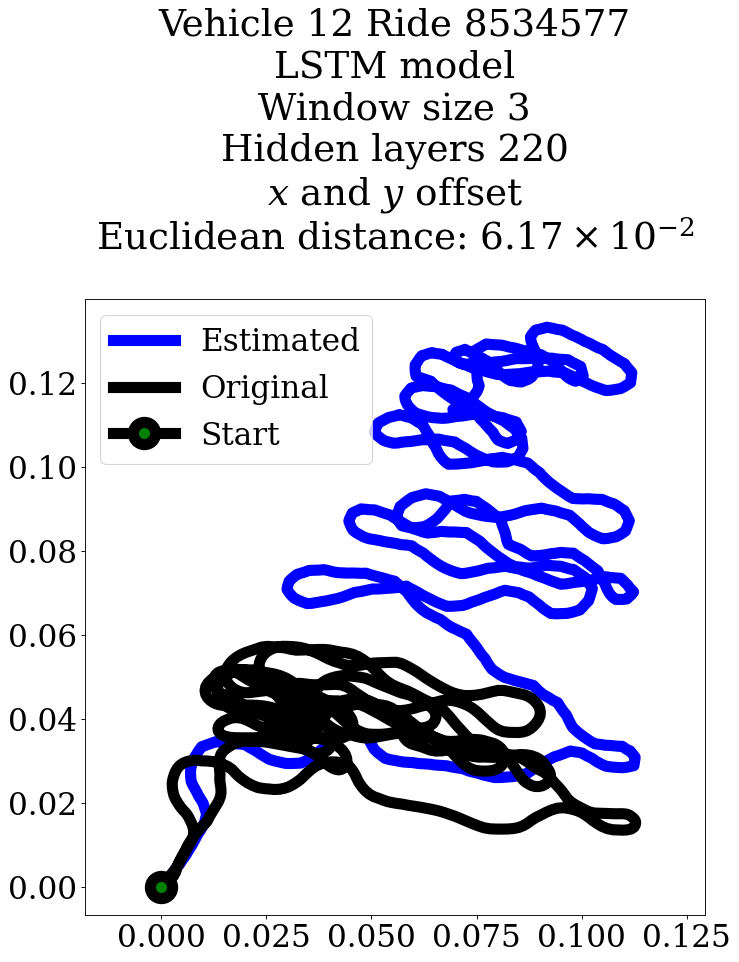 Vehicle 12 Ride 8534577
LSTM model
Window size 3
Hidden layers 220
x and y offset
Euclidean distance: 6.17 × 10⁻²
Estimated
Original
Start
0.12
0.10
0.08
0.06
0.04
0.02
0.00
0.000 0.025 0.050 0.075 0.100 0.125